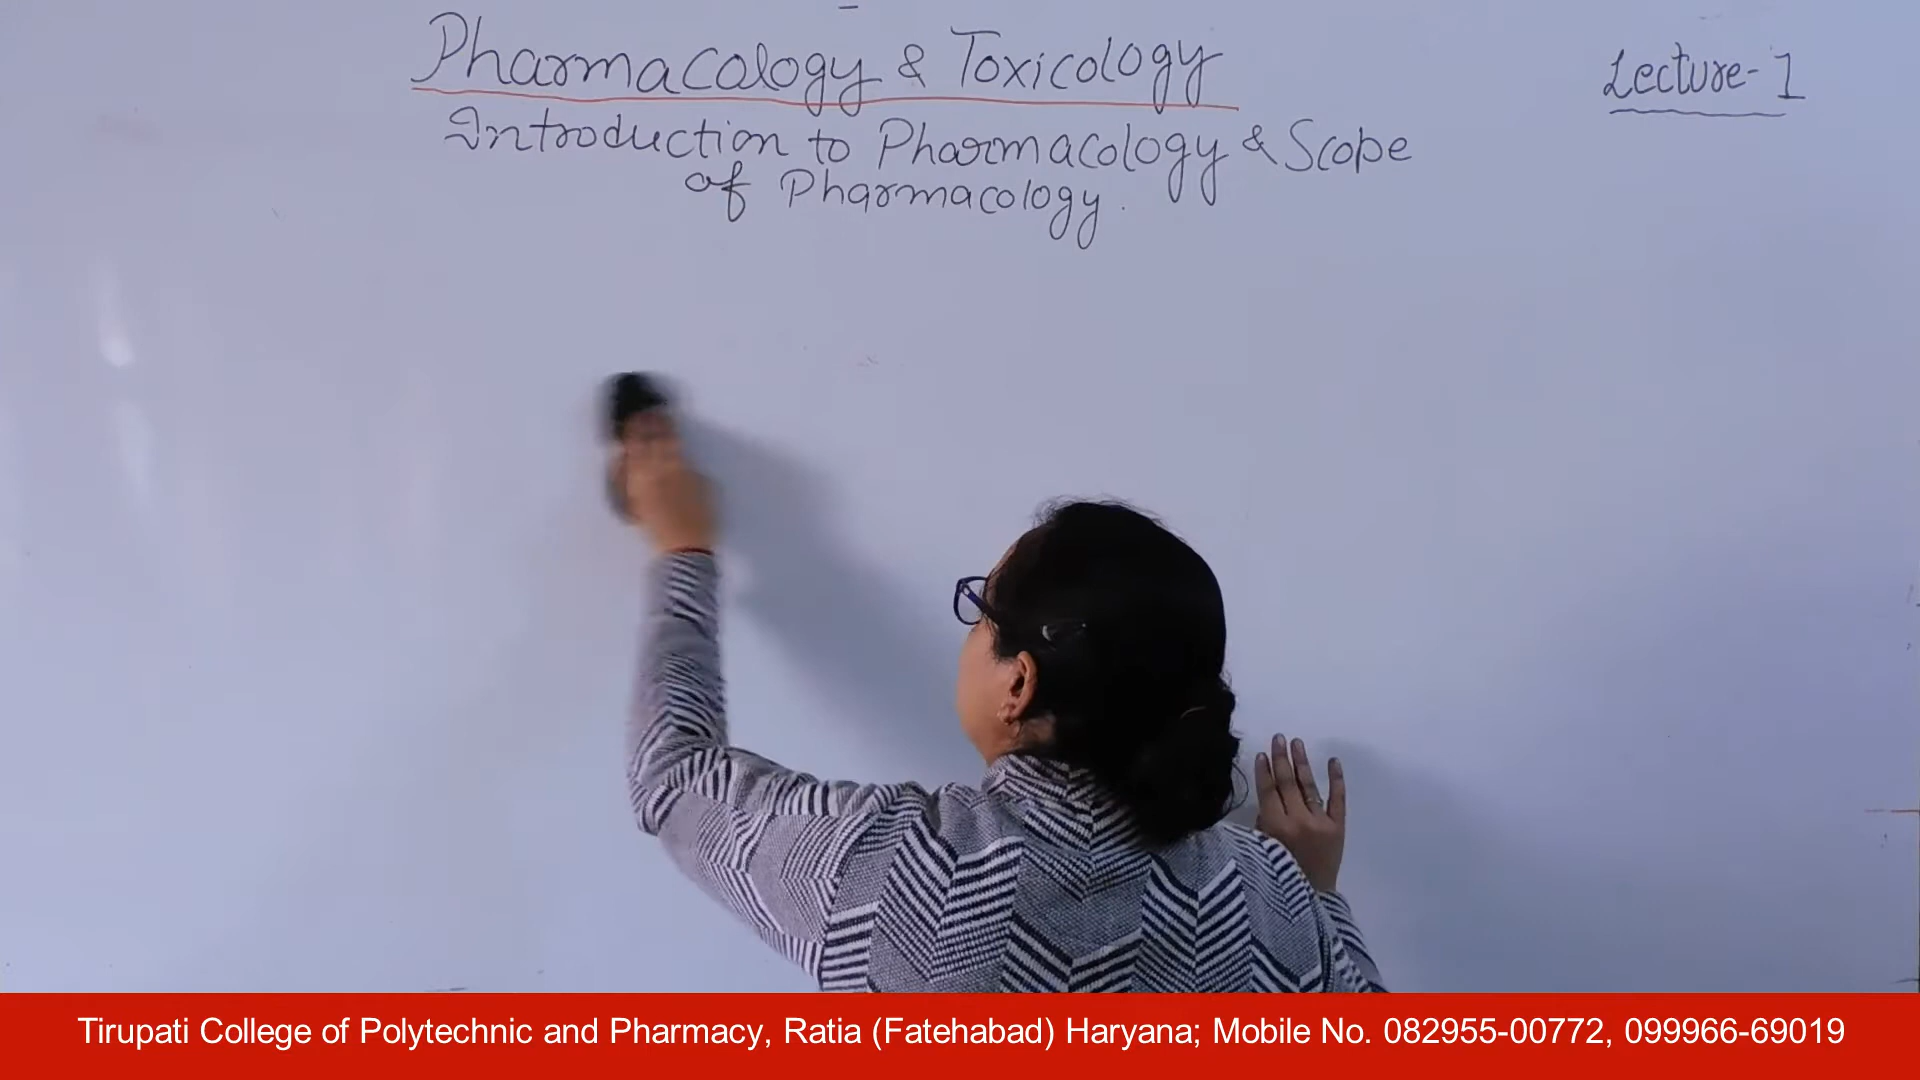 Pharmacology & Toxicology
Lecture-1
Introduction to Pharmacology & Scope
of Pharmacology.
Tirupati College of Polytechnic and Pharmacy, Ratia (Fatehabad) Haryana; Mobile No. 082955-00772, 099966-69019